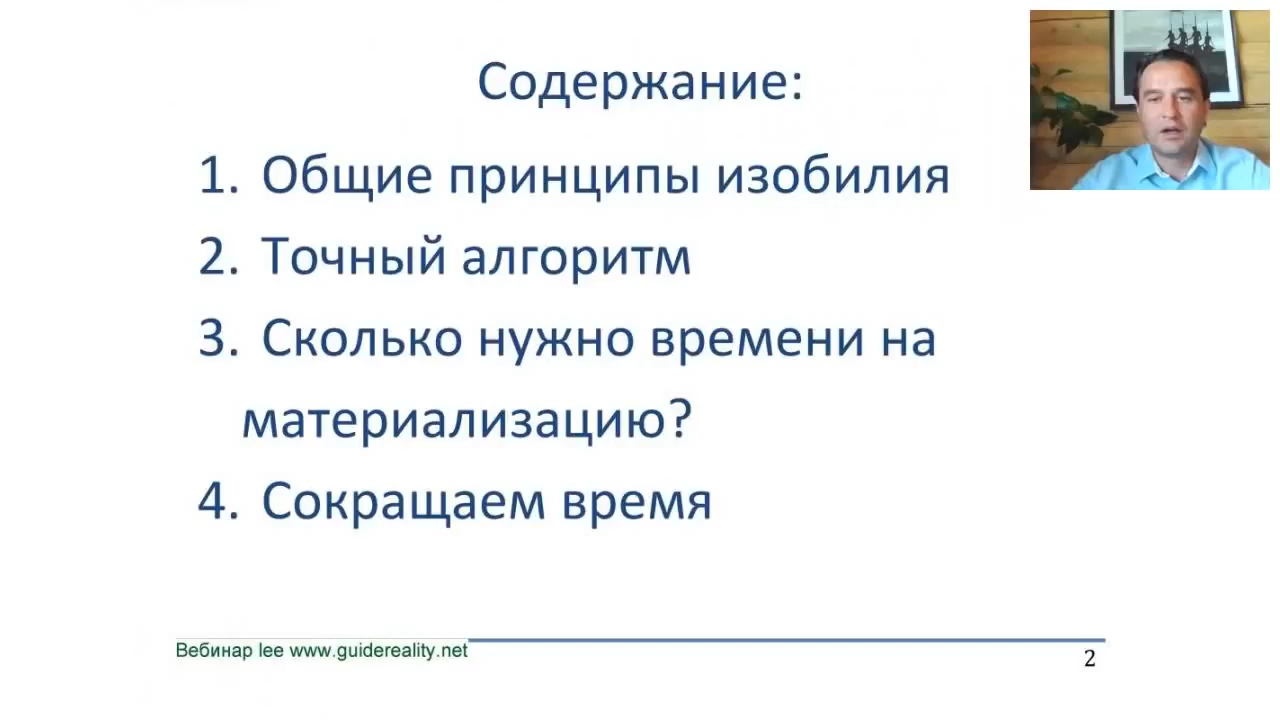 Содержание:
1. Общие принципы изобилия
2. Точный алгоритм
3. Сколько нужно времени на
материализацию?
4. Сокращаем время
Вебинар lee www.guidereality.net
2